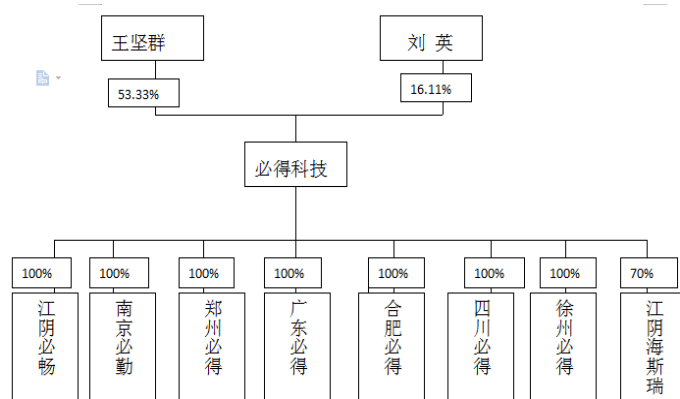 王坚群
刘 英
53.33%
16.11%
必得科技
100%
100%
100%
100%
100%
100%
100%
70%
江阴必畅
南京必勤
郑州必得
广东必得
合肥必得
四川必得
徐州必得
江阴海斯瑞